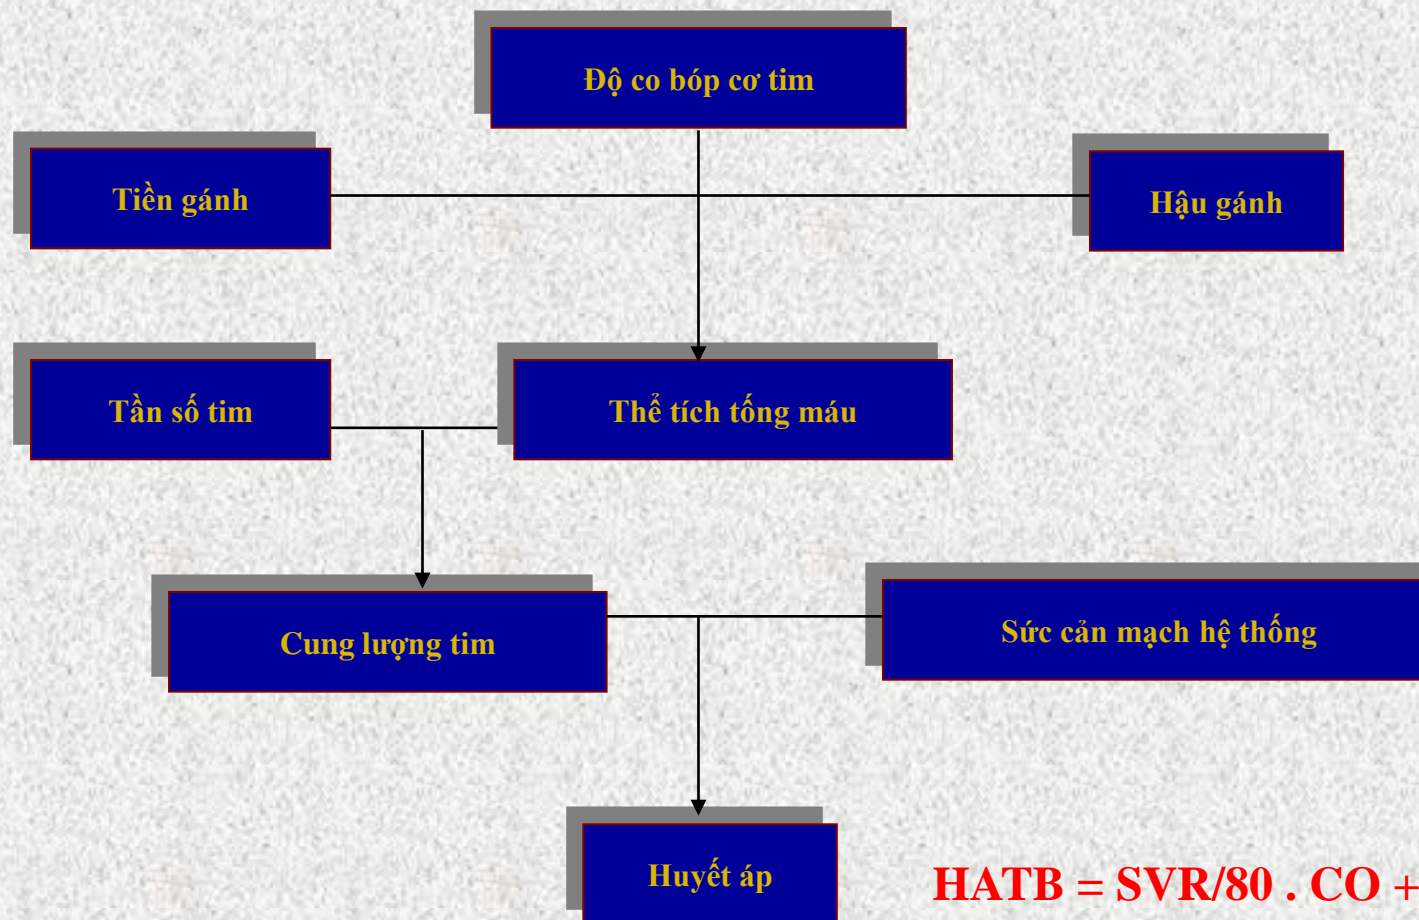 Độ co bóp cơ tim
Tiền gánh
Hậu gánh
Tần số tim
Thể tích tống máu
Cung lượng tim
Sức cản mạch hệ thống
Huyết áp
HATB = SVR/80 . CO +